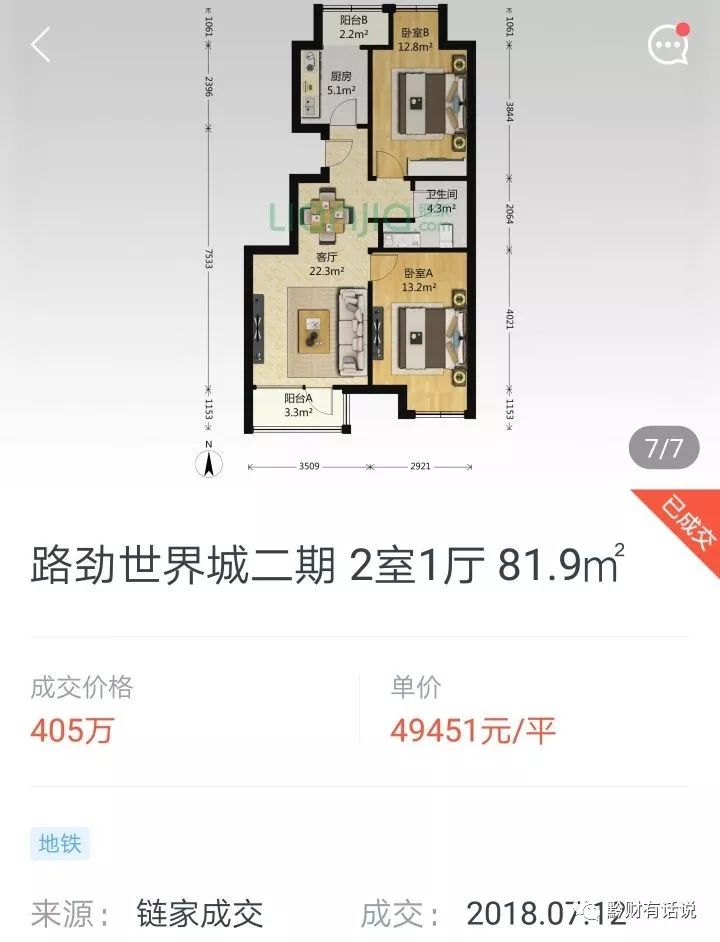 阳台B
2.2m²
卧室B
12.8m²
厨房
5.1m²
1061
2396
7533
1153
1061
3844
2064
4021
1153
卫生间
4.3m²
LIANJIA
.com
客厅
22.3m²
卧室A
13.2m²
阳台A
3.3m²
N
3509
2921
7/7
已成交
路劲世界城二期 2室1厅 81.9㎡
成交价格
单价
405万
49451元/平
地铁
来源： 链家成交
成交： 2018.07.12
黔财有话说